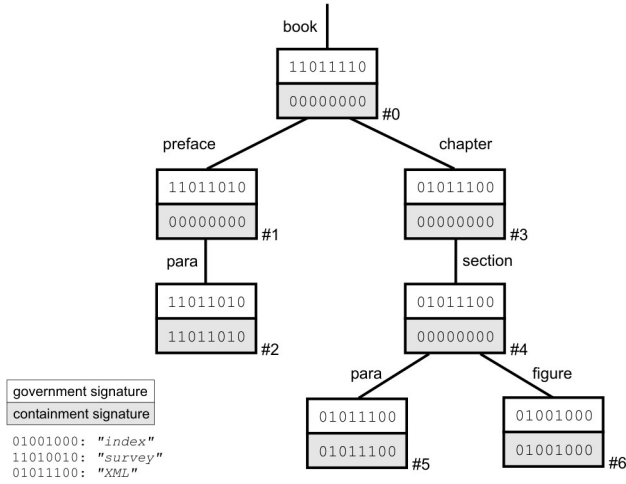 book
11011110
00000000
#0
preface
chapter
11011010
00000000
#1
01011100
00000000
#3
para
section
11011010
11011010
#2
01011100
00000000
#4
para
figure
government signature
containment signature
01011100
01011100
#5
01001000
01001000
#6
01001000: "index"
11010010: "survey"
01011100: "XML"